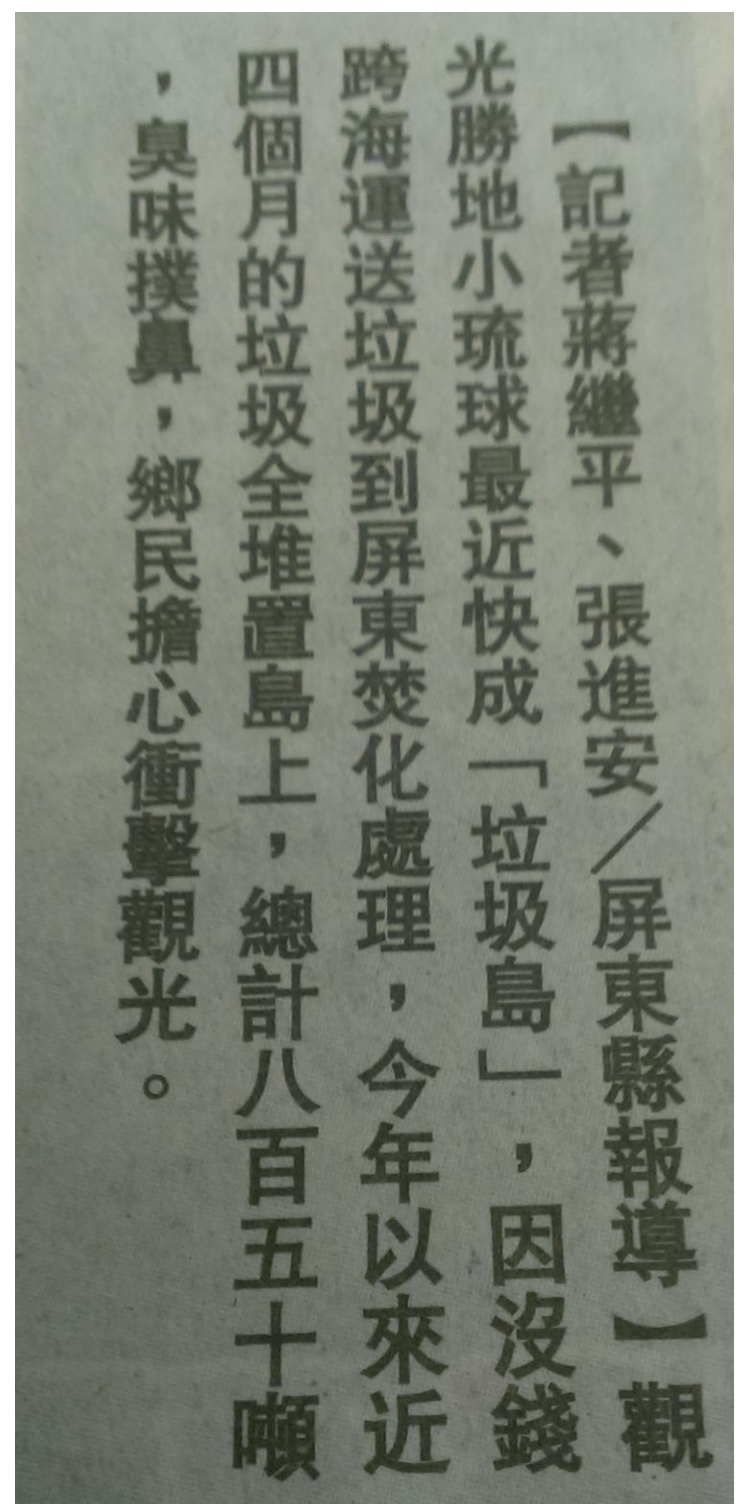 【記者蔣繼平、張進安／屏東縣報導】觀
光勝地小琉球最近快成「垃圾島」，因沒錢
跨海運送垃圾到屏東焚化處理，今年以來近
四個月的垃圾全堆置島上，總計八百五十噸
，臭味撲鼻，鄉民擔心衝擊觀光。